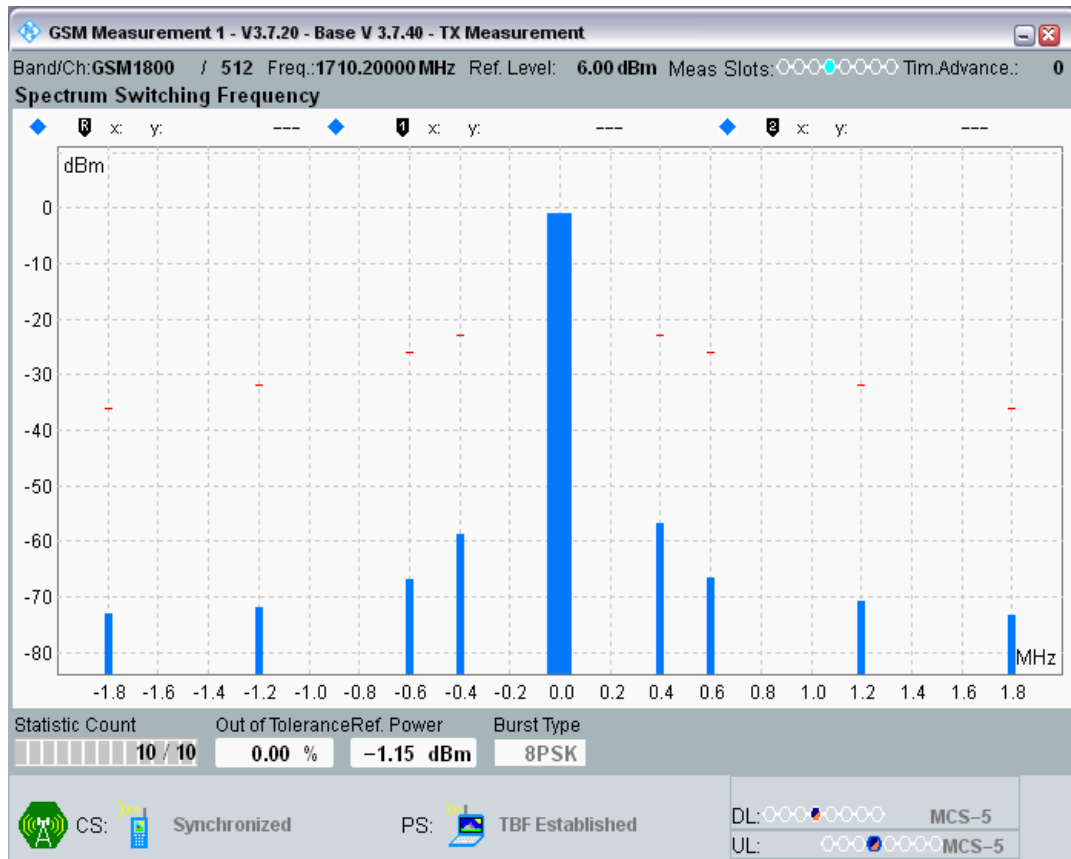 GSM Measurement 1 - V3.7.20 - Base V 3.7.40 - TX Measurement
Band/Ch:GSM1800 / 512 Freq.:1710.20000 MHz Ref. Level: 6.00 dBm Meas Slots: Tim.Advance.: 0
Spectrum Switching Frequency
R x: y: --- 1 x: y: --- 2 x: y: ---
dBm
0
-10
-20
-30
-40
-50
-60
-70
-80
MHz
-1.8 -1.6 -1.4 -1.2 -1.0 -0.8 -0.6 -0.4 -0.2 0.0 0.2 0.4 0.6 0.8 1.0 1.2 1.4 1.6 1.8
Statistic Count Out of Tolerance Ref. Power Burst Type
10 / 10 0.00 % −1.15 dBm 8PSK
CS: Synchronized PS: TBF Established DL: MCS−5
UL: MCS−5